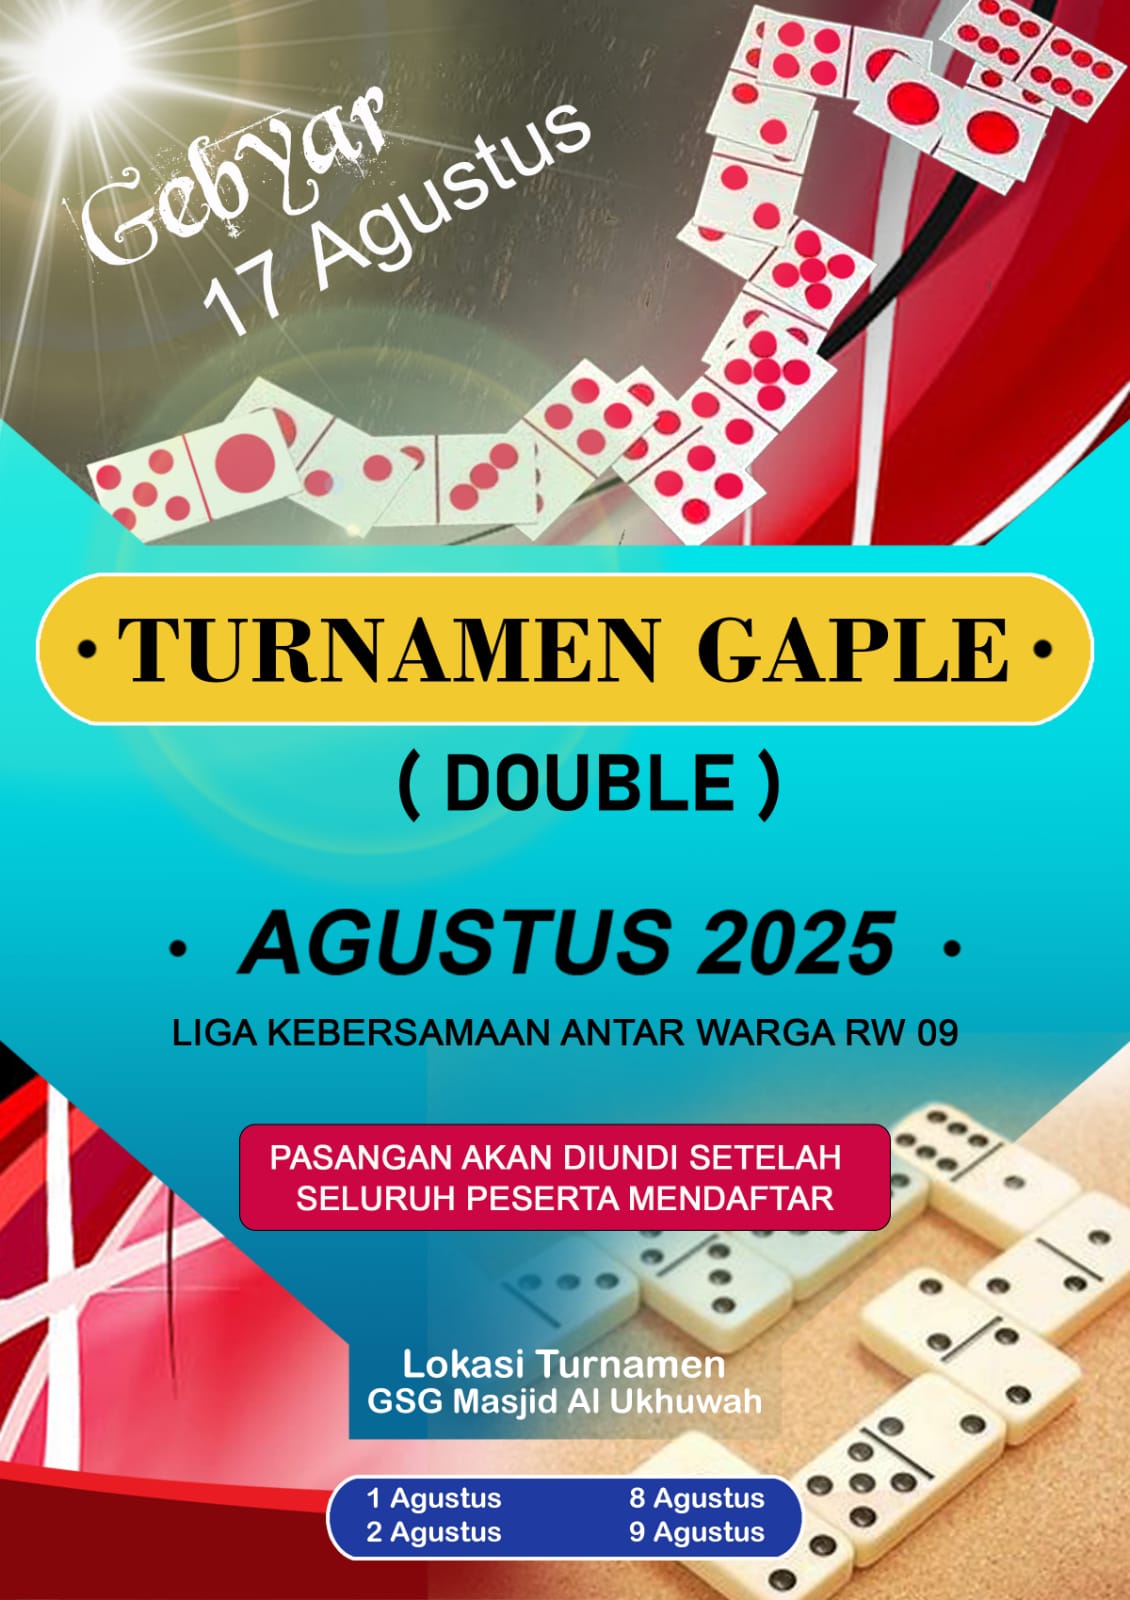 GebYar
17 Agustus
• TURNAMEN GAPLE •
( DOUBLE )
• AGUSTUS 2025 •
LIGA KEBERSAMAAN ANTAR WARGA RW 09
PASANGAN AKAN DIUNDI SETELAH
SELURUH PESERTA MENDAFTAR
Lokasi Turnamen
GSG Masjid Al Ukhuwah
1 Agustus 8 Agustus
2 Agustus 9 Agustus